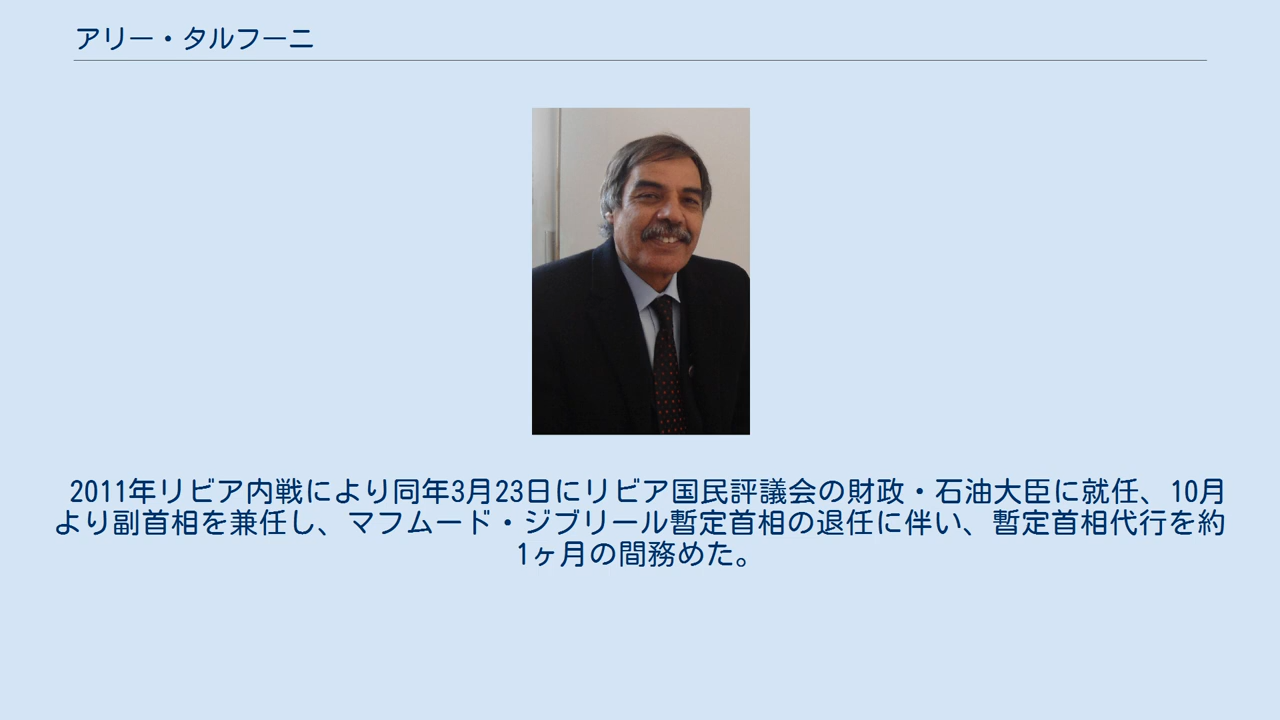 アリー・タルフーニ
2011年リビア内戦により同年3月23日にリビア国民評議会の財政・石油大臣に就任、10月
より副首相を兼任し、マフムード・ジブリール暫定首相の退任に伴い、暫定首相代行を約
1ヶ月の間務めた。